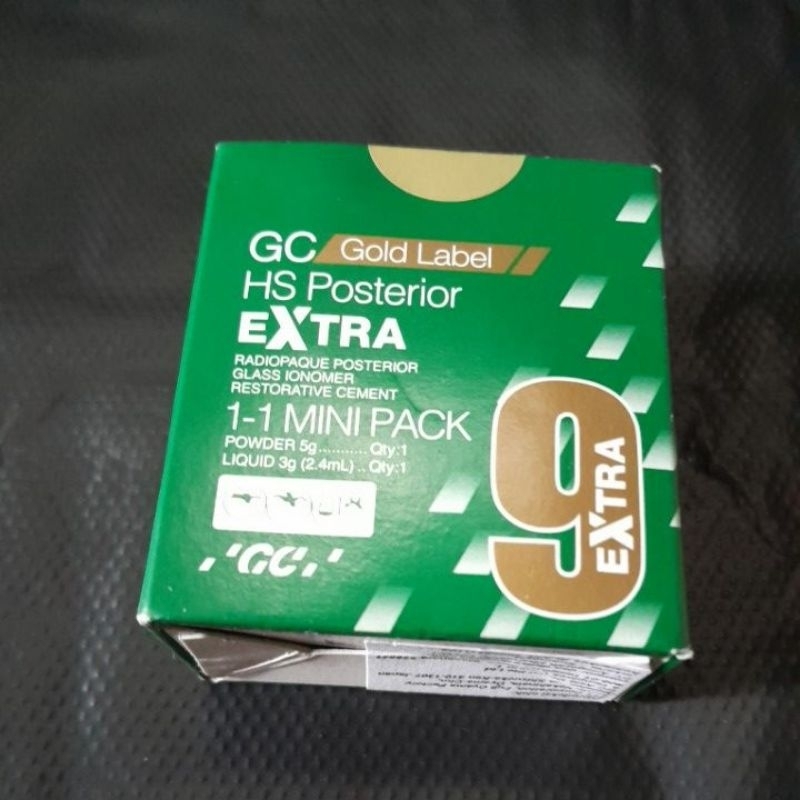 GC Gold Label
HS Posterior
EXTRA
RADIOPAQUE POSTERIOR
GLASS IONOMER
RESTORATIVE CEMENT
1-1 MINI PACK
POWDER 5g........... Qty:1
LIQUID 3g (2.4mL) .. Qty:1
'GC'
9
EXTRA
Japan